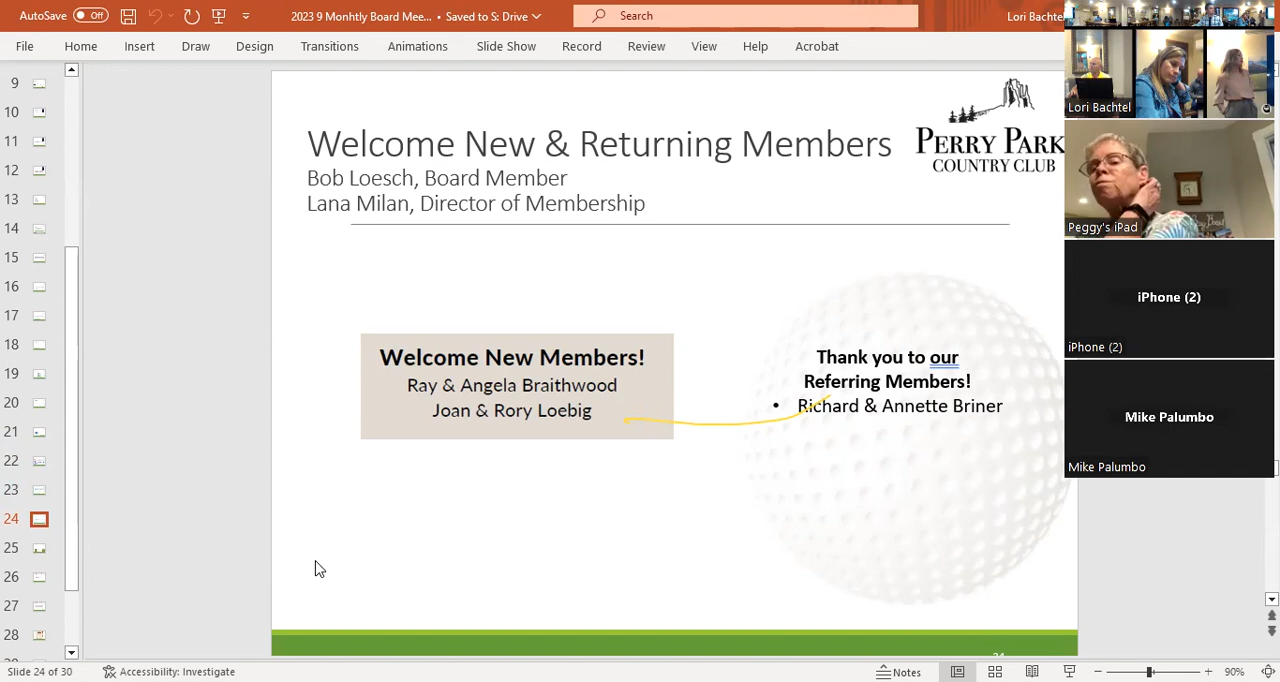 AutoSave Off 2023 9 Monhtly Board Mee... • Saved to S: Drive Search Lori Bachtel
File Home Insert Draw Design Transitions Animations Slide Show Record Review View Help Acrobat
9
10
11
12
13
14
15
16
17
18
19
20
21
22
23
24
25
26
27
28
Welcome New & Returning Members
Bob Loesch, Board Member
Lana Milan, Director of Membership
PERRY PARK
COUNTRY CLUB
Welcome New Members!
Ray & Angela Braithwood
Joan & Rory Loebig
Thank you to our
Referring Members!
• Richard & Annette Briner
Lori Bachtel
Peggy's iPad
iPhone (2)
iPhone (2)
Mike Palumbo
Mike Palumbo
Slide 24 of 30 Accessibility: Investigate Notes 90%